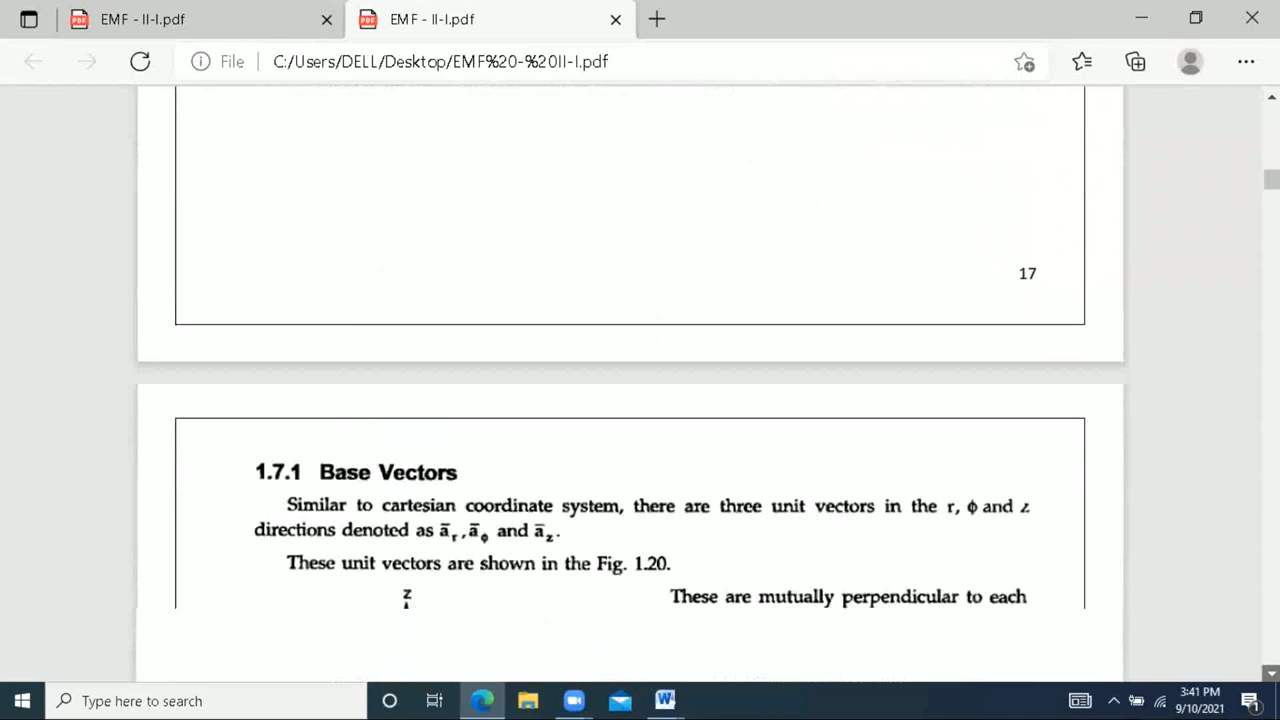 EMF - II-I.pdf
EMF - II-I.pdf
File
C:/Users/DELL/Desktop/EMF%20-%20II-I.pdf
17
1.7.1 Base Vectors
Similar to cartesian coordinate system, there are three unit vectors in the r, ϕ and z
directions denoted as ā_r, ā_ϕ and ā_z.
These unit vectors are shown in the Fig. 1.20.
z
These are mutually perpendicular to each
Type here to search
3:41 PM
9/10/2021
1